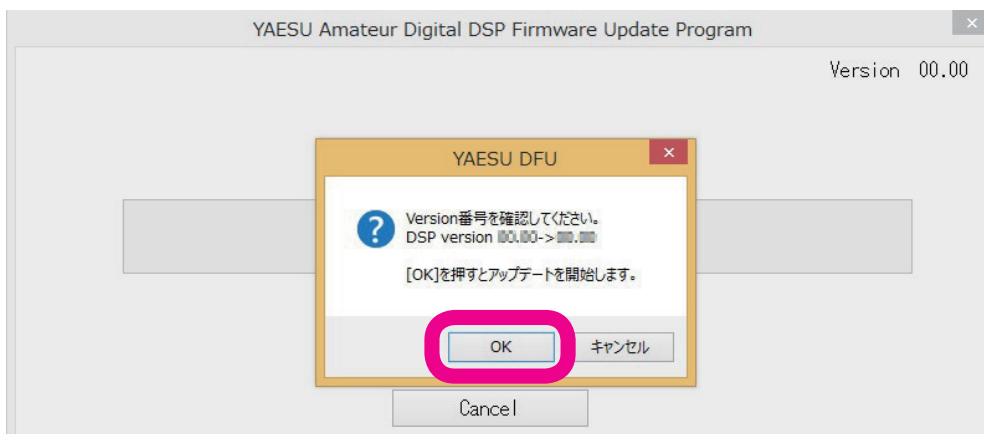 YAESU Amateur Digital DSP Firmware Update Program
Version 00.00
YAESU DFU
Version番号を確認してください。
DSP version 00.00->
[OK]を押すとアップデートを開始します。
OK
キャンセル
Cancel